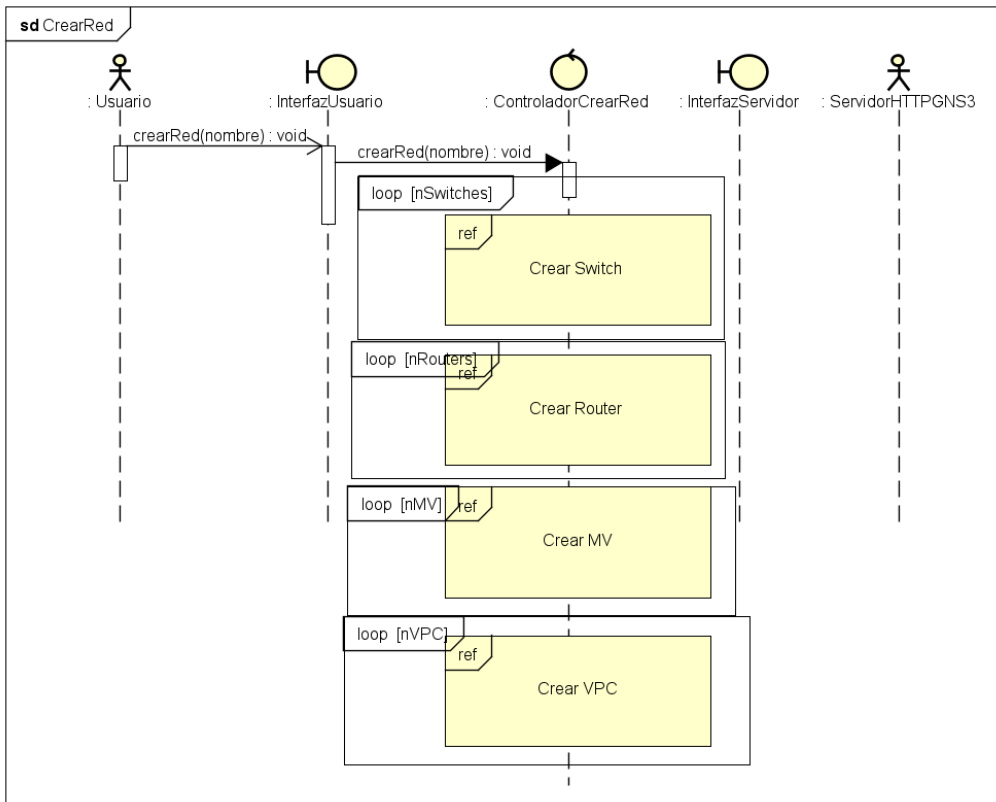 sd CrearRed
: Usuario
: InterfazUsuario
: ControladorCrearRed
: InterfazServidor
: ServidorHTTPGNS3
crearRed(nombre) : void
crearRed(nombre) : void
loop [nSwitches]
ref
Crear Switch
loop [nRouters]
ref
Crear Router
loop [nMV]
ref
Crear MV
loop [nVPC]
ref
Crear VPC